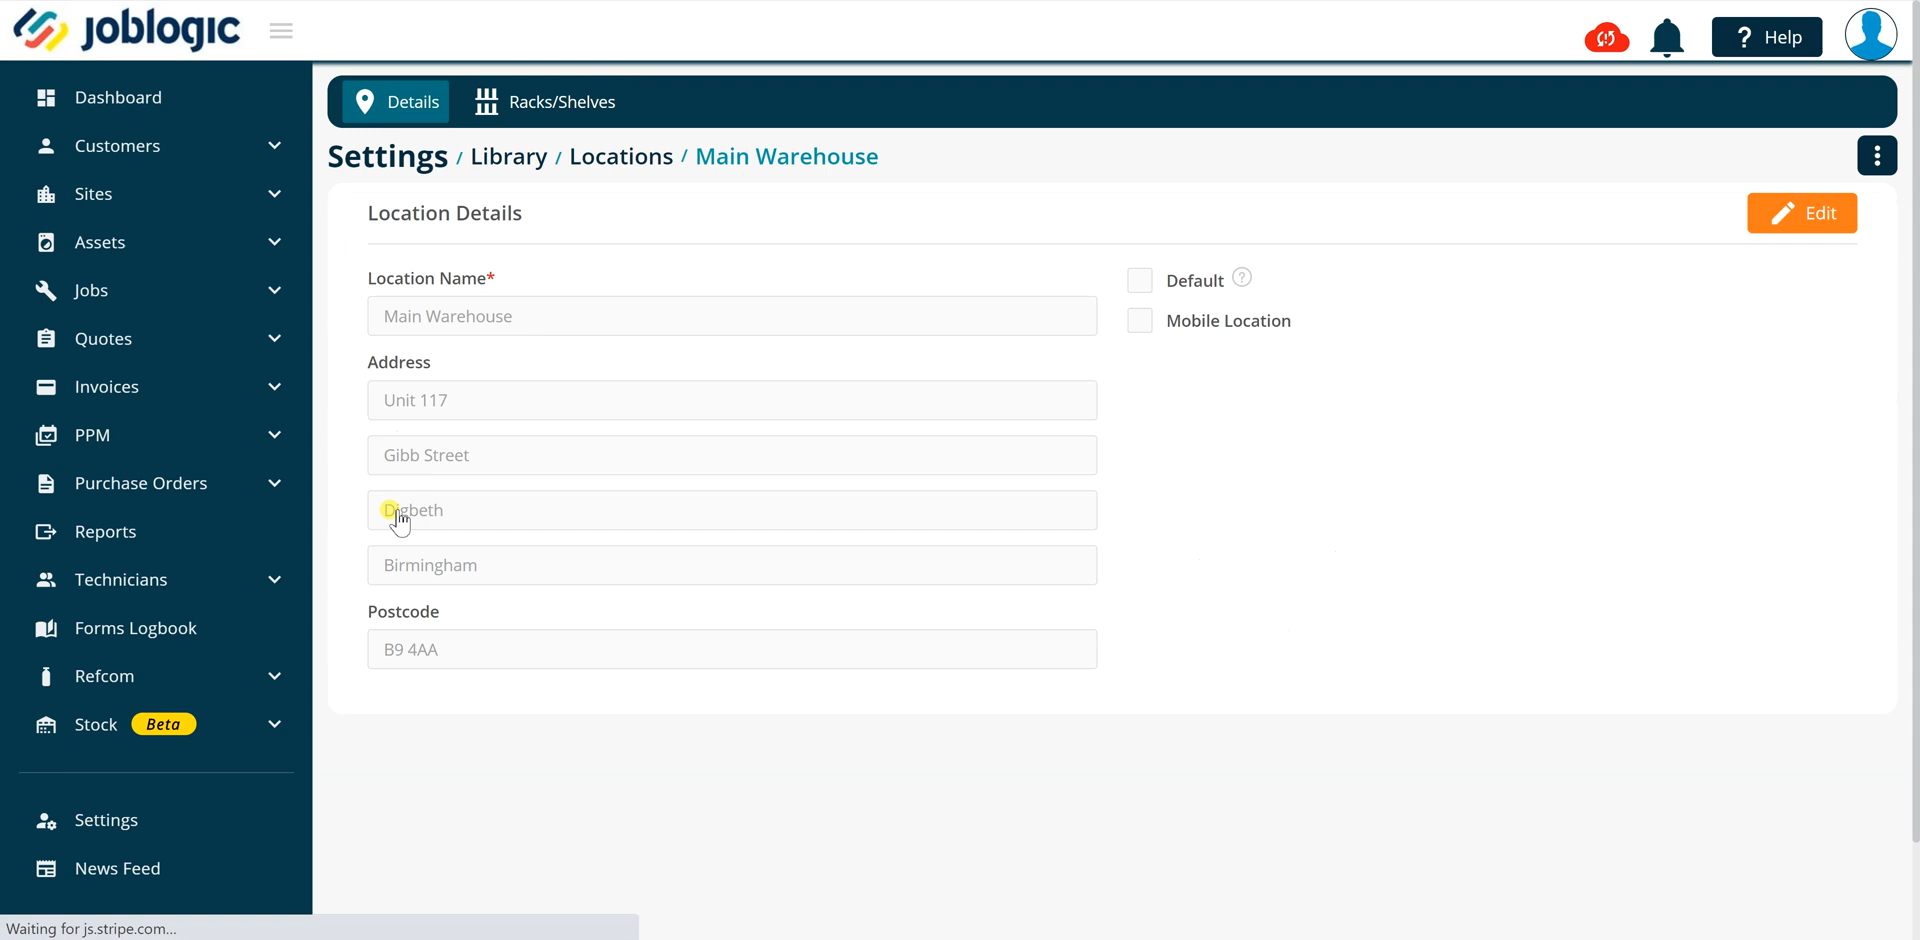 joblogic
? Help
Dashboard
Customers
Sites
Assets
Jobs
Quotes
Invoices
PPM
Purchase Orders
Reports
Technicians
Forms Logbook
Refcom
Stock Beta
Settings
News Feed
Details Racks/Shelves
Settings / Library / Locations / Main Warehouse
Location Details
Edit
Location Name*
Main Warehouse
Address
Unit 117
Gibb Street
Digbeth
Birmingham
Postcode
B9 4AA
Default ?
Mobile Location
Waiting for js.stripe.com...